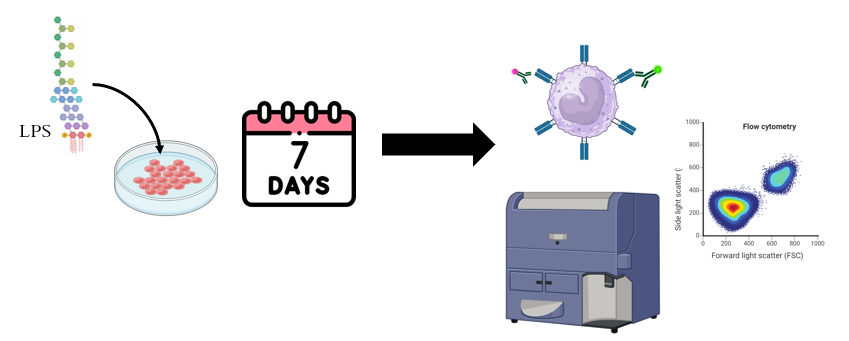 LPS
7
DAYS
Flow cytometry
Side light scatter (
1000
800
600
400
200
0
0 200 400 600 800 1000
Forward light scatter (FSC)